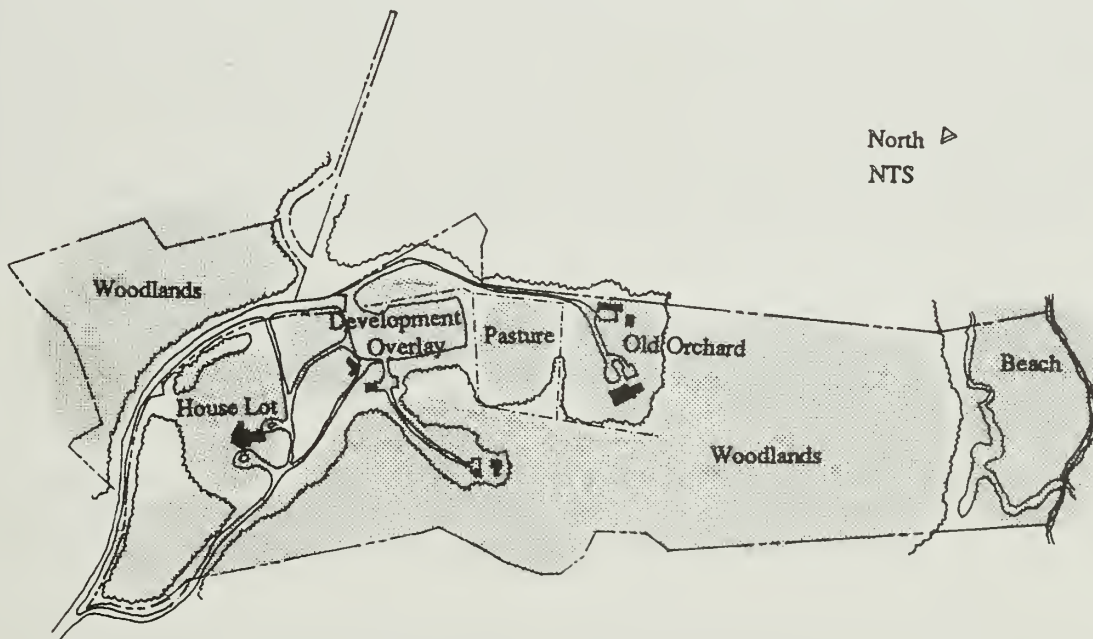 North
NTS
Woodlands
Development
Overlay
Pasture
Old Orchard
Beach
House Lot
Woodlands